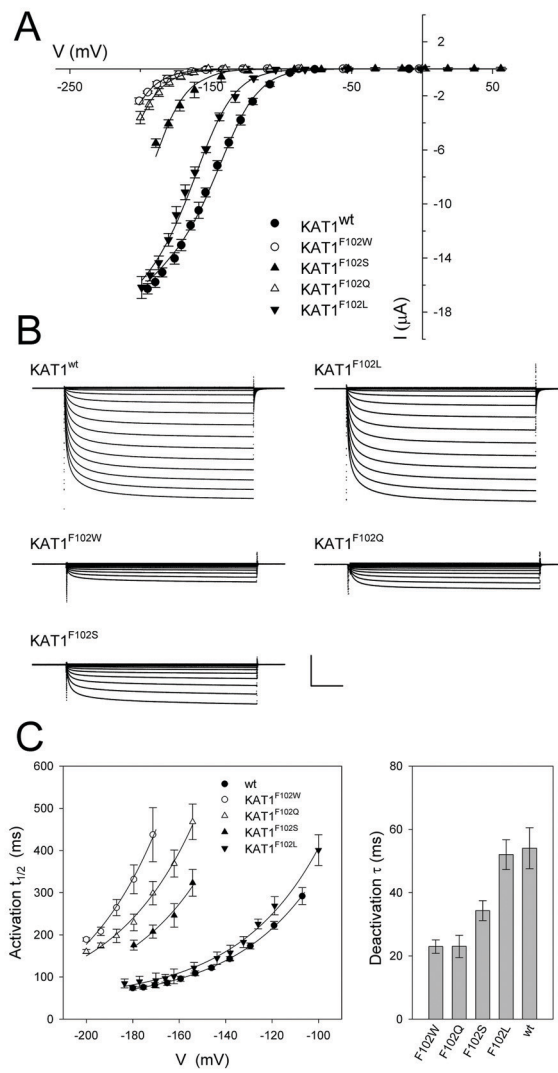 A
V (mV)
-250
-150
-50
50
2
-2
-6
-10
-14
-18
I (μA)
KAT1wt
KAT1F102W
KAT1F102S
KAT1F102Q
KAT1F102L
B
KAT1wt
KAT1F102L
KAT1F102W
KAT1F102Q
KAT1F102S
C
600
500
400
300
200
100
0
Activation t1/2 (ms)
wt
KAT1F102W
KAT1F102Q
KAT1F102S
KAT1F102L
-200
-180
-160
-140
-120
-100
V (mV)
80
60
40
20
0
Deactivation τ (ms)
F102W
F102Q
F102S
F102L
wt